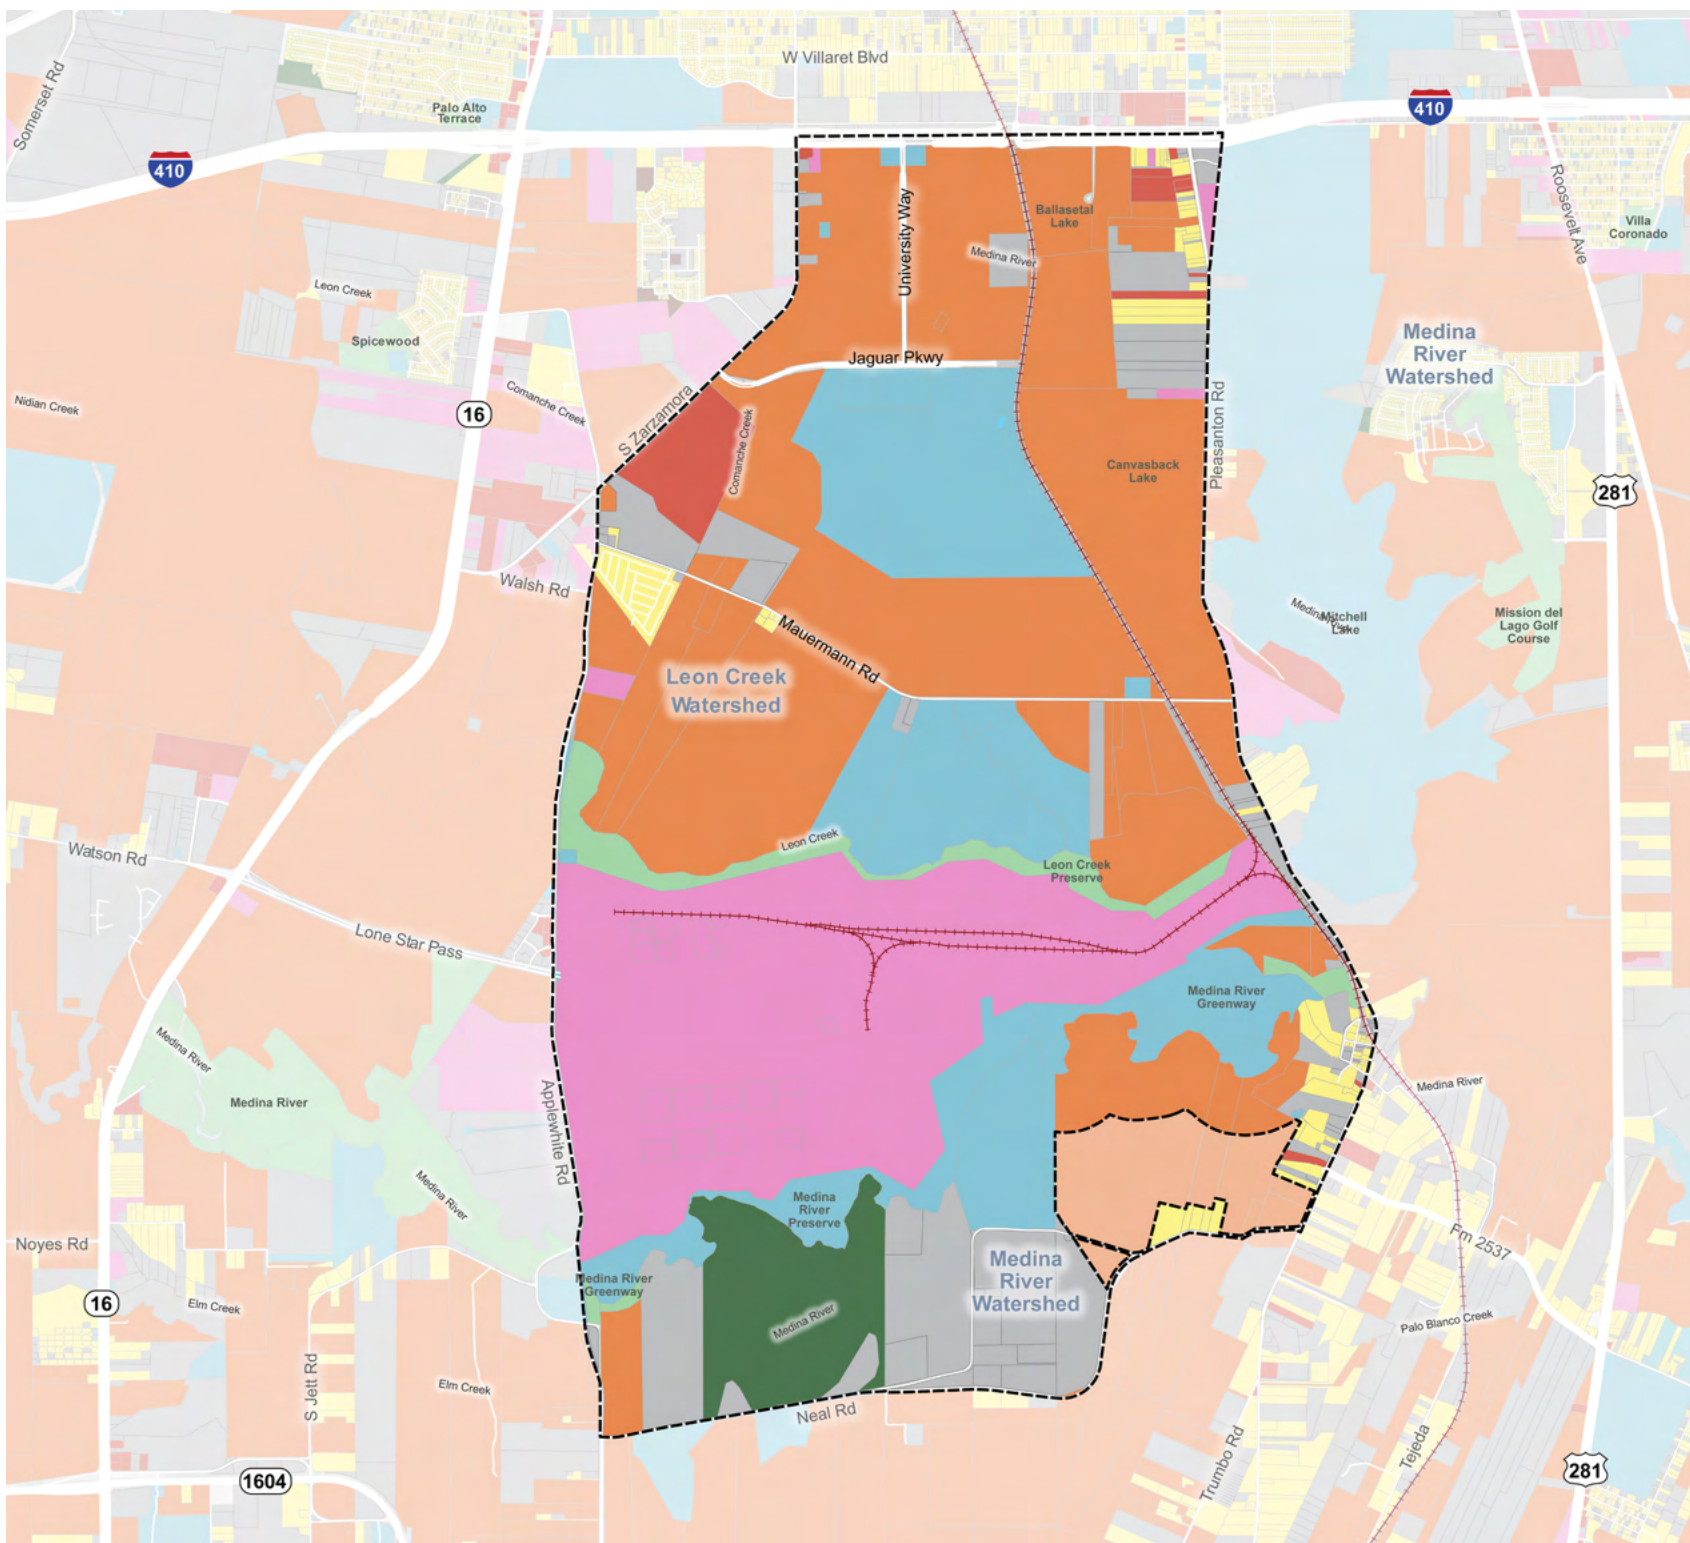 W Villaret Blvd
Somerset Rd
Palo Alto
Terrace
410
410
Roosevelt Ave
University Way
Ballasetal
Lake
Villa
Coronado
Medina River
Leon Creek
Spicewood
Medina
River
Watershed
Jaguar Pkwy
Comanche Creek
Nidian Creek
16
S Zarzamora
Comanche Creek
Pleasanton Rd
Canvasback
Lake
281
Walsh Rd
Mauermann Rd
Medina River
Mitchell
Lake
Mission del
Lago Golf
Course
Leon Creek
Watershed
Leon Creek
Watson Rd
Leon Creek
Preserve
Lone Star Pass
Medina River
Greenway
Medina River
Medina River
Medina River
Applewhite Rd
Medina River
Medina
River
Preserve
Noyes Rd
Fm 2537
Medina River
Greenway
Medina
River
Watershed
16
Elm Creek
Medina River
Palo Blanco Creek
S Jett Rd
Elm Creek
Neal Rd
Trumbo Rd
Tejeda
1604
281